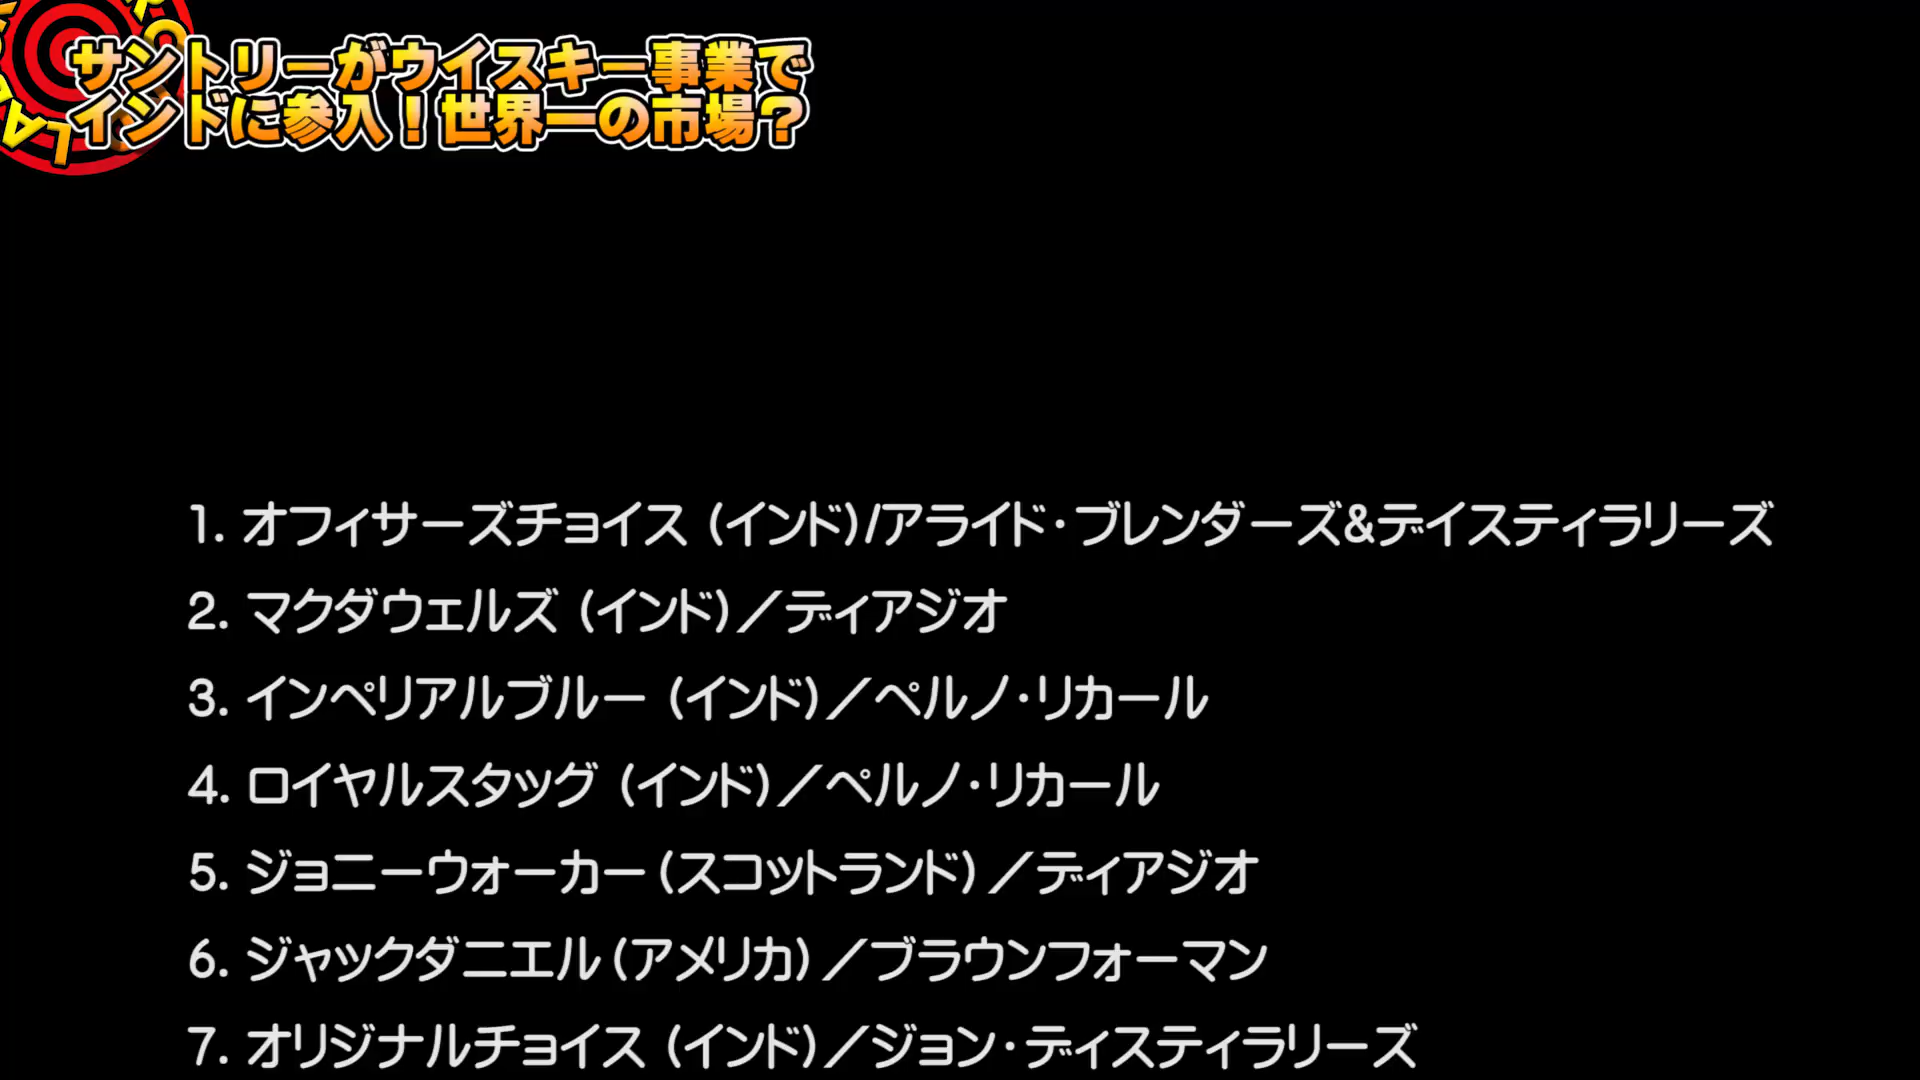 サントリーがウイスキー事業で
インドに参入！世界一の市場？
1. オフィサーズチョイス（インド）/アライド・ブレンダーズ&デイスティラリーズ
2. マクダウェルズ（インド）／ディアジオ
3. インペリアルブルー（インド）／ペルノ・リカール
4. ロイヤルスタッグ（インド）／ペルノ・リカール
5. ジョニーウォーカー（スコットランド）／ディアジオ
6. ジャックダニエル（アメリカ）／ブラウンフォーマン
7. オリジナルチョイス（インド）／ジョン・ディスティラリーズ